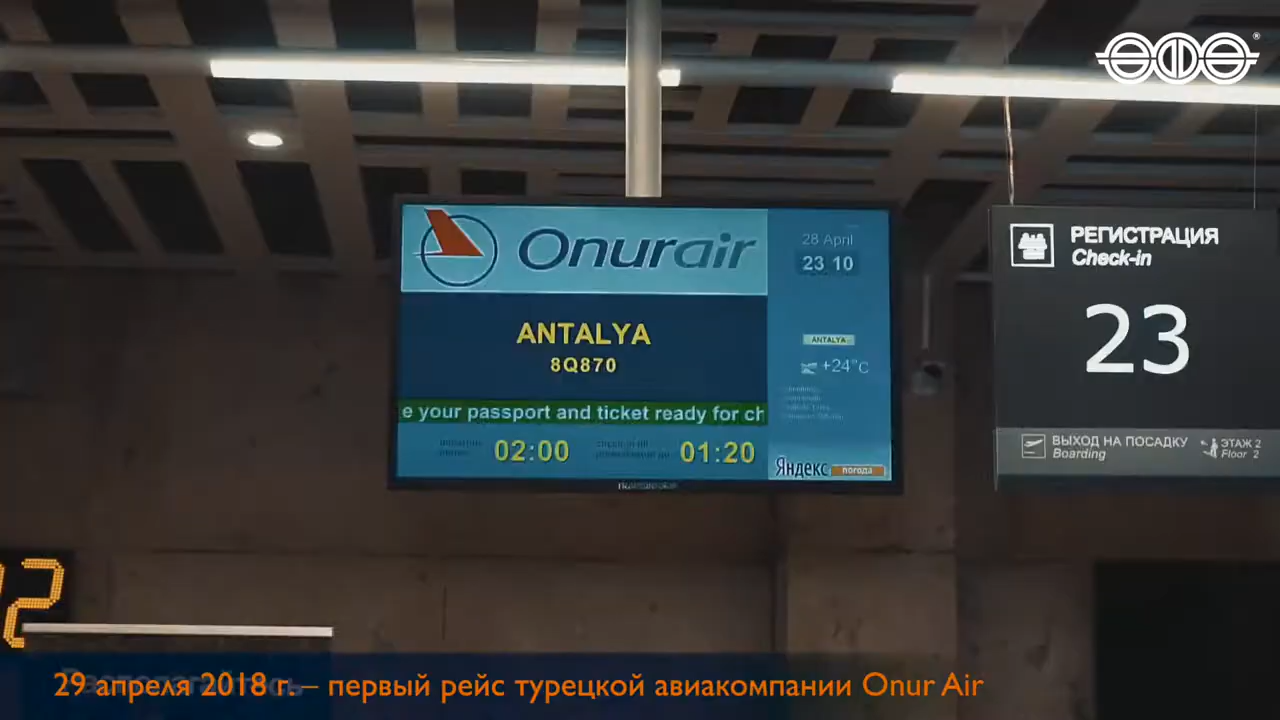 Onurair
28 April
23 10
ANTALYA
8Q870
ANTALYA
+24°C
e your passport and ticket ready for ch
02:00
01:20
Яндекс
погода
РЕГИСТРАЦИЯ
Check-in
23
ВЫХОД НА ПОСАДКУ
Boarding
ЭТАЖ 2
Floor 2
2
29 апреля 2018 г. – первый рейс турецкой авиакомпании Onur Air